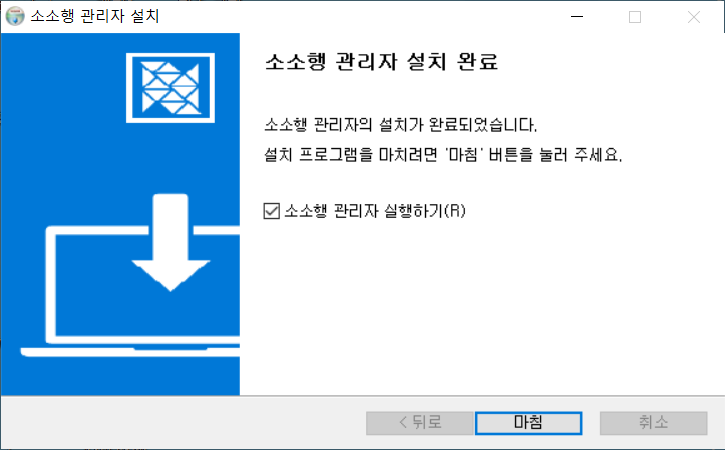 소소행 관리자 설치
소소행 관리자 설치 완료
소소행 관리자의 설치가 완료되었습니다.
설치 프로그램을 마치려면 '마침' 버튼을 눌러 주세요.
소소행 관리자 실행하기(R)
< 뒤로
마침
취소